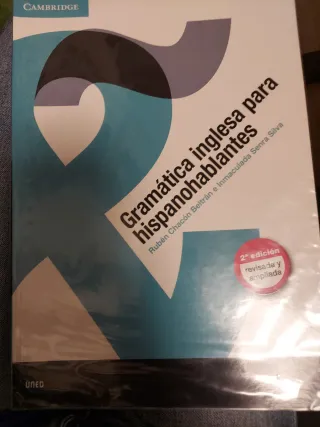 CAMBRIDGE
Gramática inglesa para
hispanohablantes
Rubén Chacón Beltrán e Inmaculada Senra Silva
2ª edición
revisada y
ampliada
UNED